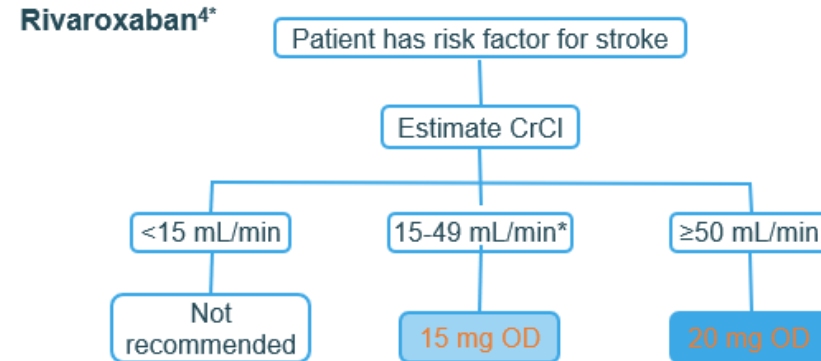 Rivaroxaban⁴*
Patient has risk factor for stroke
Estimate CrCl
<15 mL/min
15-49 mL/min*
≥50 mL/min
Not
recommended
15 mg OD
20 mg OD